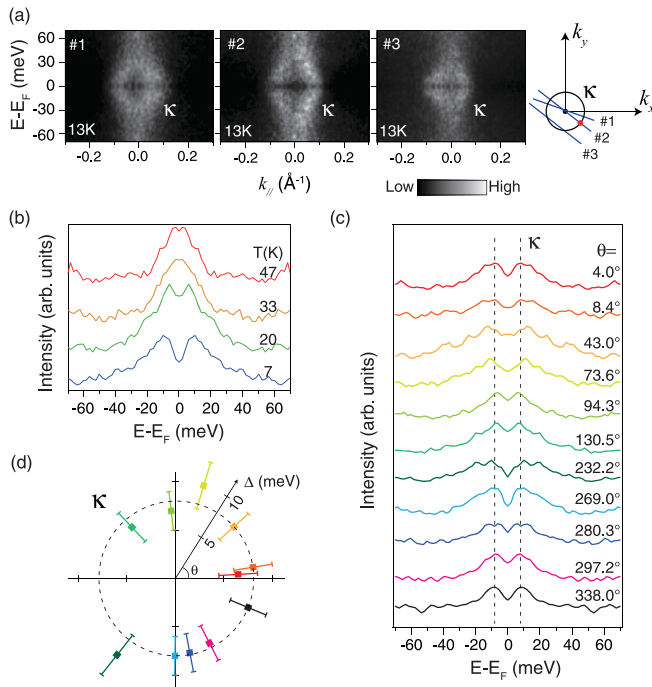 (a)
#1
#2
#3
κ
κ
κ
13K
13K
13K
E-E_F (meV)
60
30
0
-30
-60
-0.2 0.0 0.2
-0.2 0.0 0.2
-0.2 0.0 0.2
k_// (Å⁻¹)
Low High
k_y
κ
k_x
#1
#2
#3
(b)
Intensity (arb. units)
T(K)
47
33
20
7
-60 -40 -20 0 20 40 60
E-E_F (meV)
(c)
Intensity (arb. units)
κ
θ=
4.0°
8.4°
43.0°
73.6°
94.3°
130.5°
232.2°
269.0°
280.3°
297.2°
338.0°
-60 -40 -20 0 20 40 60
E-E_F (meV)
(d)
κ
Δ (meV)
10
5
θ